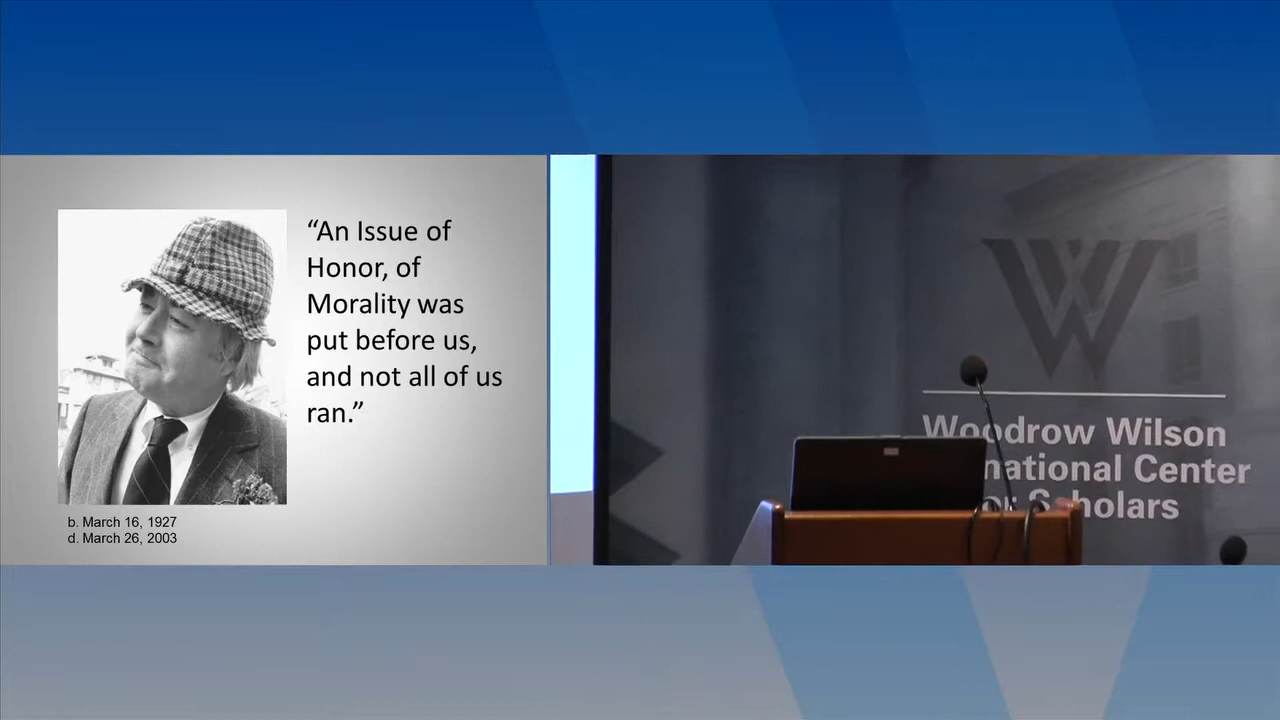 “An Issue of
Honor, of
Morality was
put before us,
and not all of us
ran.”
b. March 16, 1927
d. March 26, 2003
W
Woodrow Wilson
national Center
or Scholars